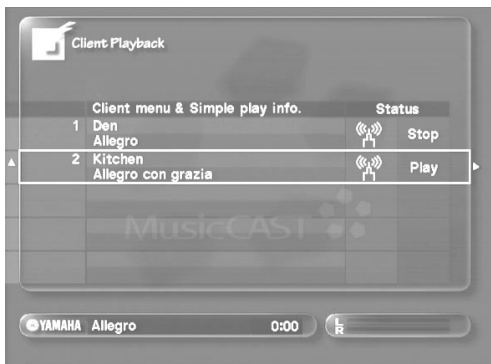 Client Playback
Client menu & Simple play info. Status
1 Den
Allegro Stop
2 Kitchen
Allegro con grazia Play
MusicCAST
YAMAHA Allegro 0:00 L
R